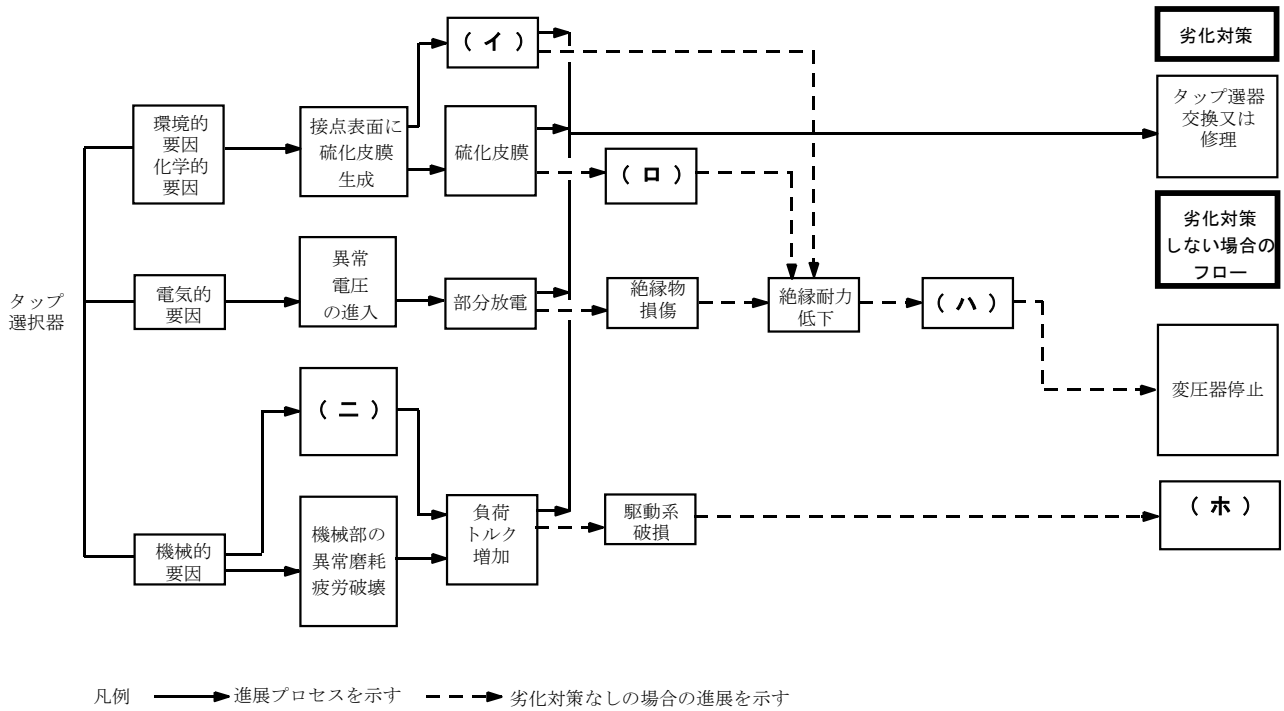 タップ
選択器
環境的
要因
化学的
要因
電気的
要因
機械的
要因
接点表面に
硫化皮膜
生成
異常
電圧
の進入
( ニ )
機械部の
異常磨耗
疲労破壊
( イ )
硫化皮膜
部分放電
負荷
トルク
増加
( ロ )
絶縁物
損傷
駆動系
破損
絶縁耐力
低下
( ハ )
劣化対策
タップ選器
交換又は
修理
劣化対策
しない場合の
フロー
変圧器停止
( ホ )
凡例 進展プロセスを示す 劣化対策なしの場合の進展を示す